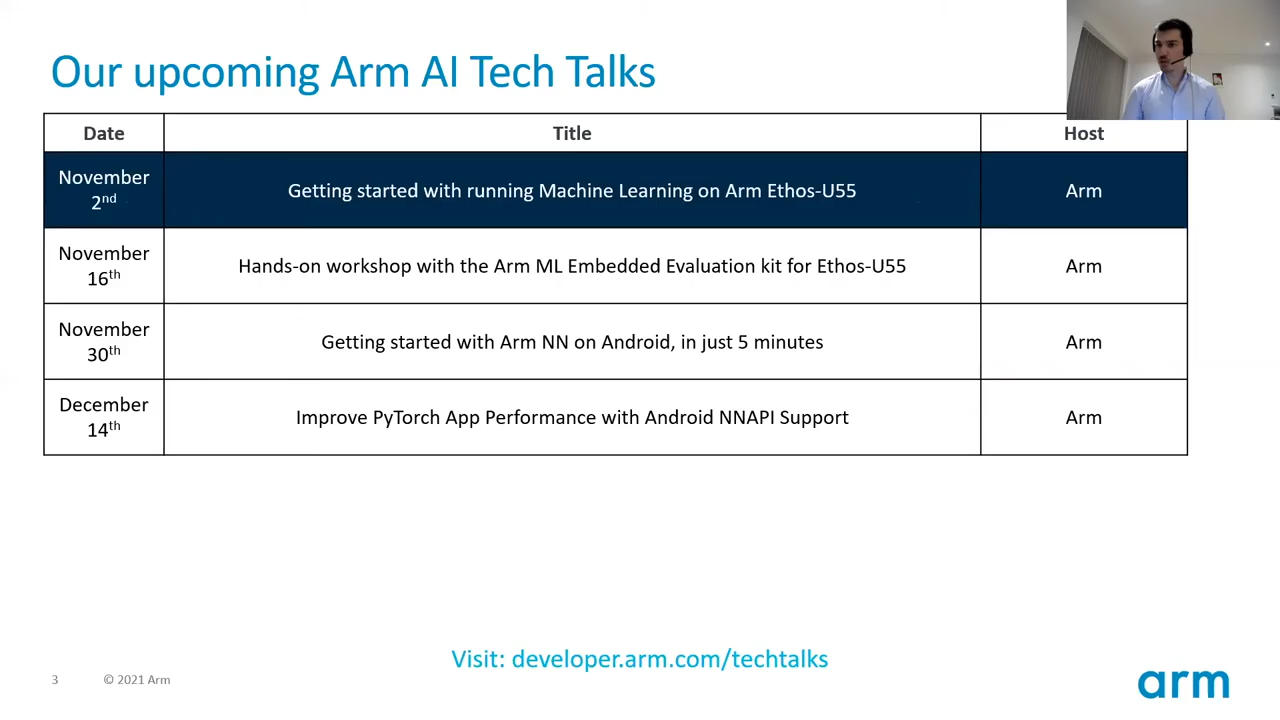 Our upcoming Arm AI Tech Talks
Date Title Host
November
2nd
Getting started with running Machine Learning on Arm Ethos-U55
Arm
November
16th
Hands-on workshop with the Arm ML Embedded Evaluation kit for Ethos-U55
Arm
November
30th
Getting started with Arm NN on Android, in just 5 minutes
Arm
December
14th
Improve PyTorch App Performance with Android NNAPI Support
Arm
Visit: developer.arm.com/techtalks
3 © 2021 Arm
arm